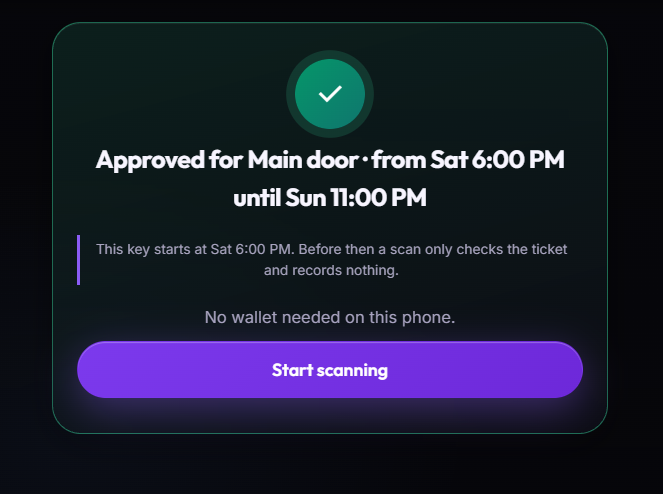 Approved for Main door · from Sat 6:00 PM
until Sun 11:00 PM
This key starts at Sat 6:00 PM. Before then a scan only checks the ticket
and records nothing.
No wallet needed on this phone.
Start scanning